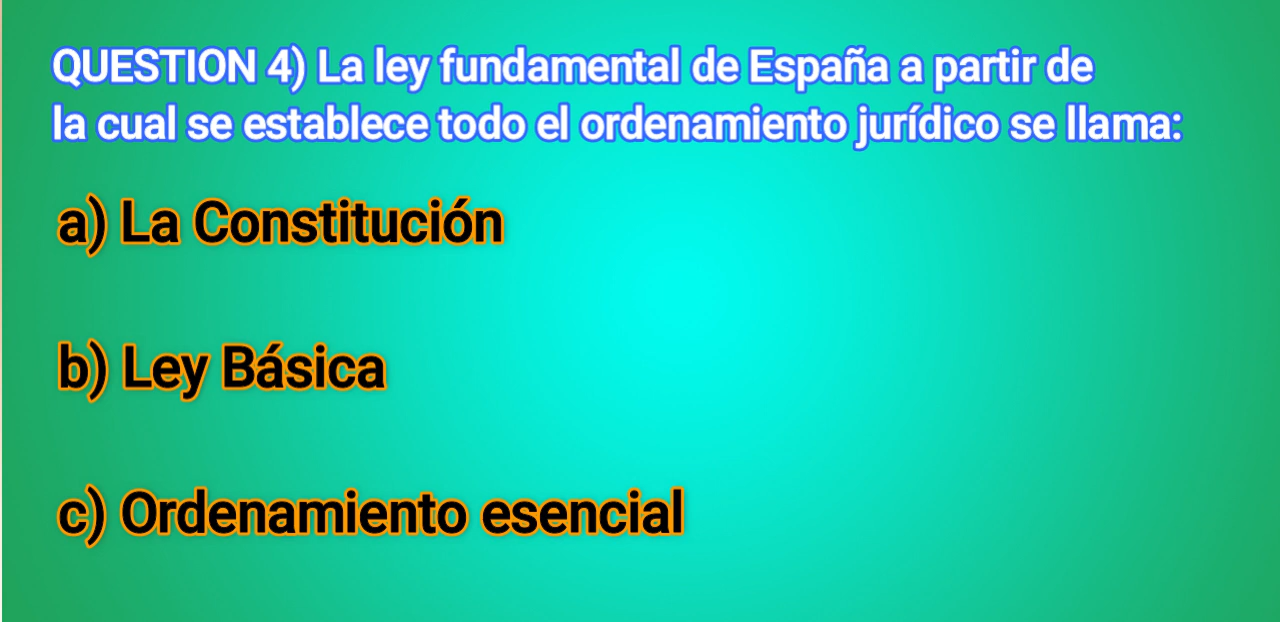 QUESTION 4) La ley fundamental de España a partir de
la cual se establece todo el ordenamiento jurídico se llama:
a) La Constitución
b) Ley Básica
c) Ordenamiento esencial